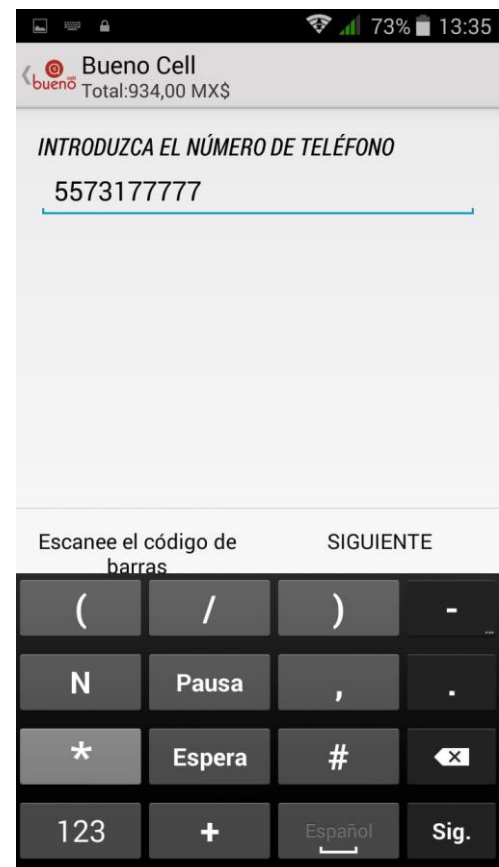 73% 13:35
bueno cell Bueno Cell
Total:934,00 MX$
INTRODUZCA EL NÚMERO DE TELÉFONO
5573177777
Escanee el código de
barras
SIGUIENTE
( / ) -
N Pausa , .
* Espera #
123 + Español Sig.